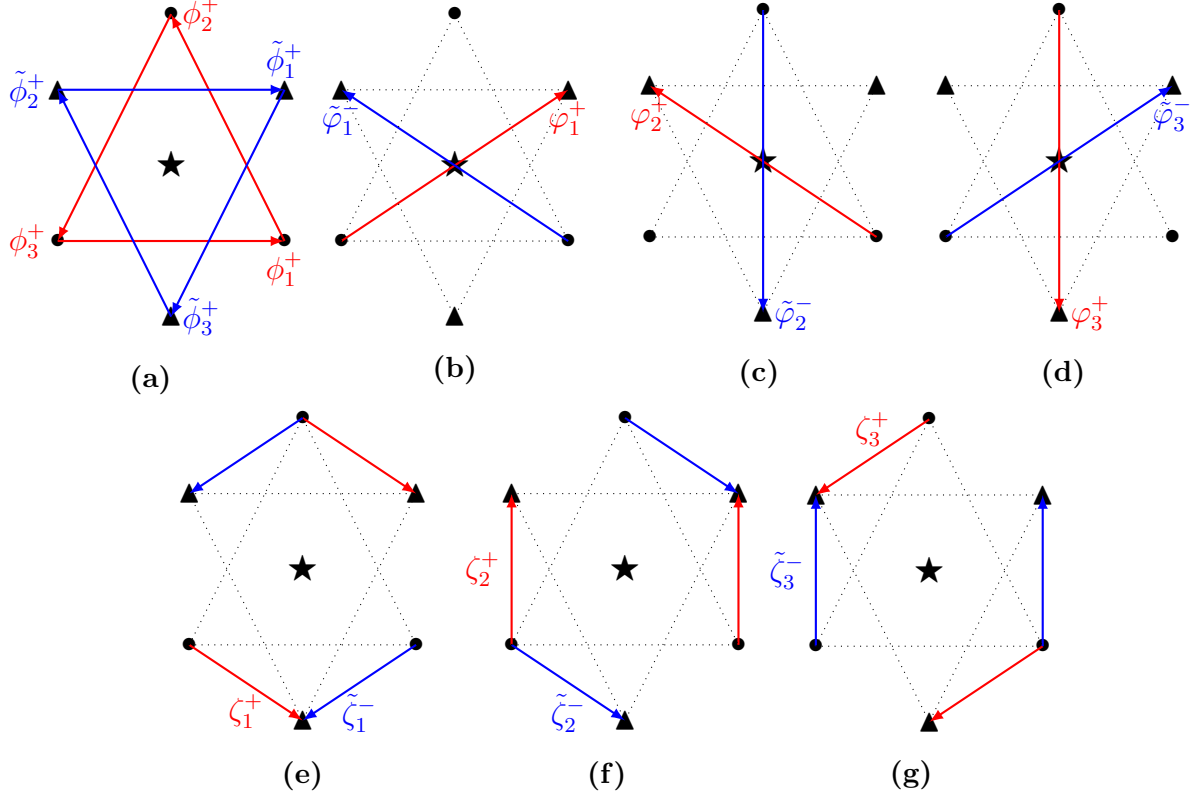 ϕ₂⁺
ϕ̃₁⁺
ϕ̃₂⁺
ϕ₃⁺
ϕ₁⁺
ϕ̃₃⁺
(a)
φ̃₁⁻
φ₁⁺
(b)
φ₂⁺
φ̃₂⁻
(c)
φ̃₃⁻
φ₃⁺
(d)
ζ₁⁺
ζ̃₁⁻
(e)
ζ₂⁺
ζ̃₂⁻
(f)
ζ₃⁺
ζ̃₃⁻
(g)